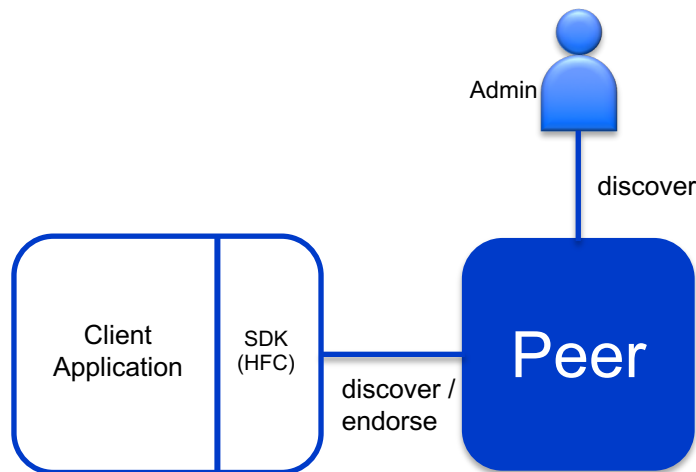 Admin
discover
Client
Application
SDK
(HFC)
discover /
endorse
Peer